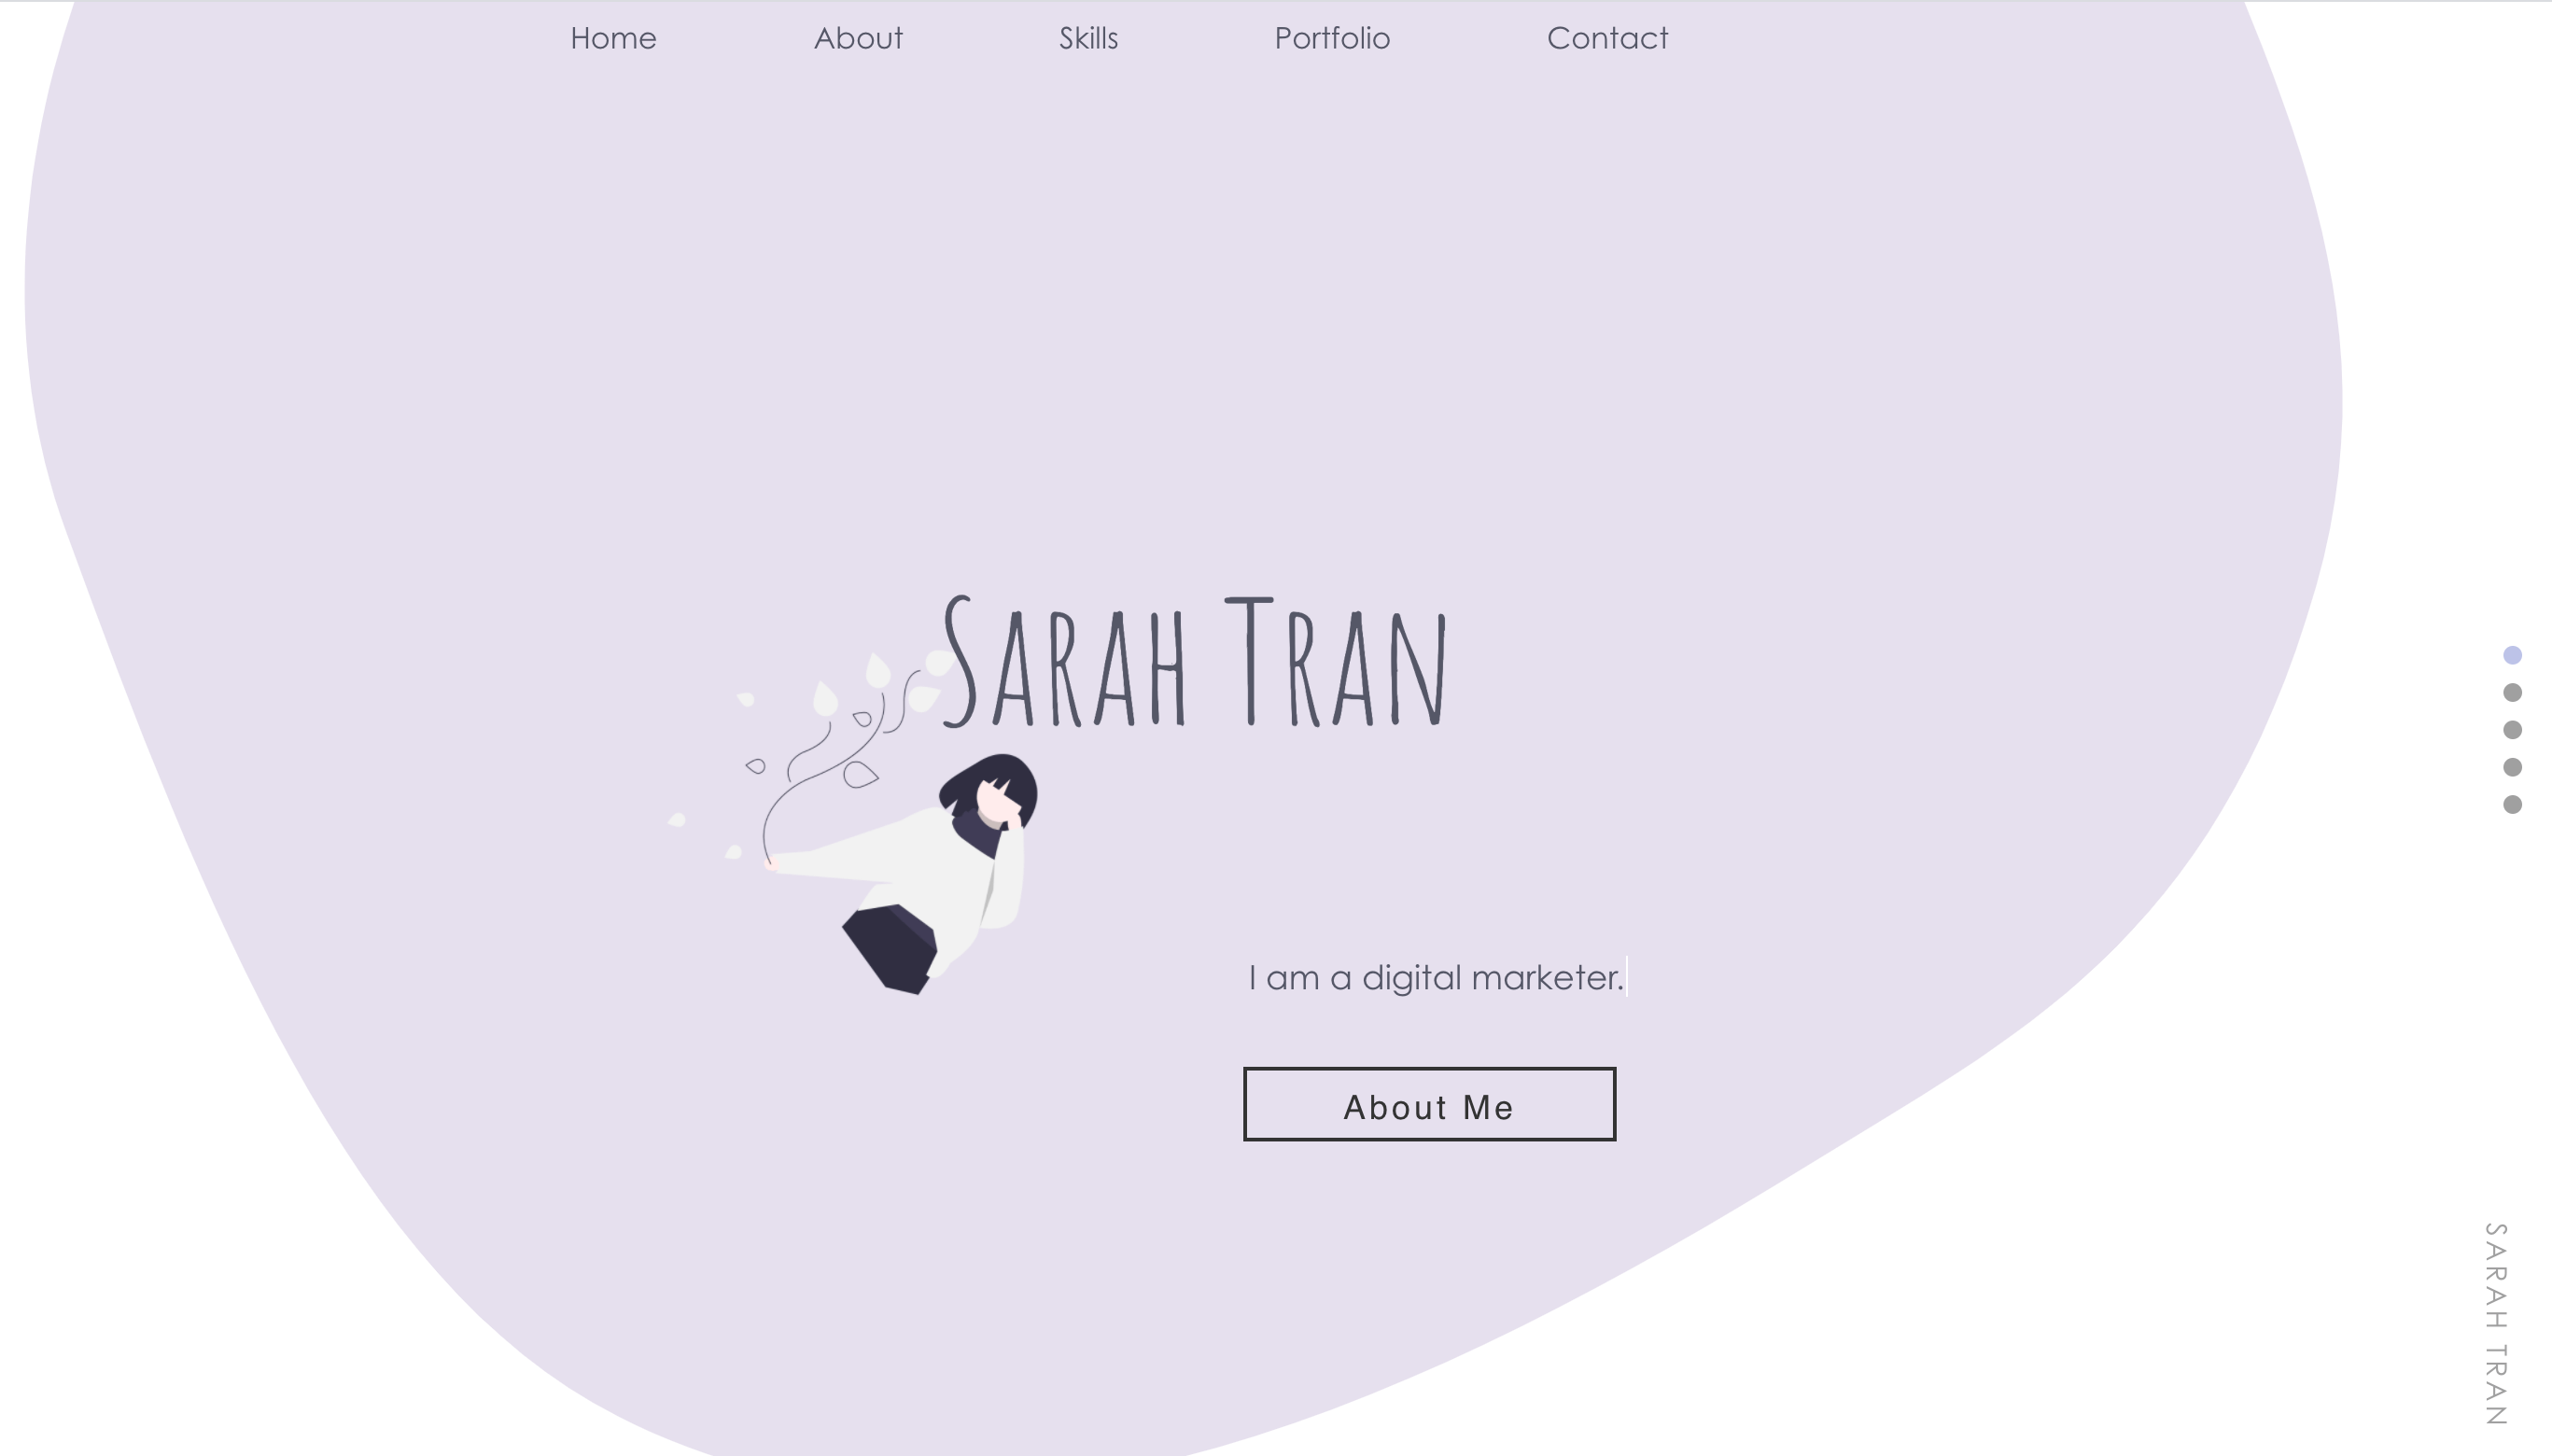 Home About Skills Portfolio Contact
Sarah Tran
I am a digital marketer.
About Me
SARAH TRAN